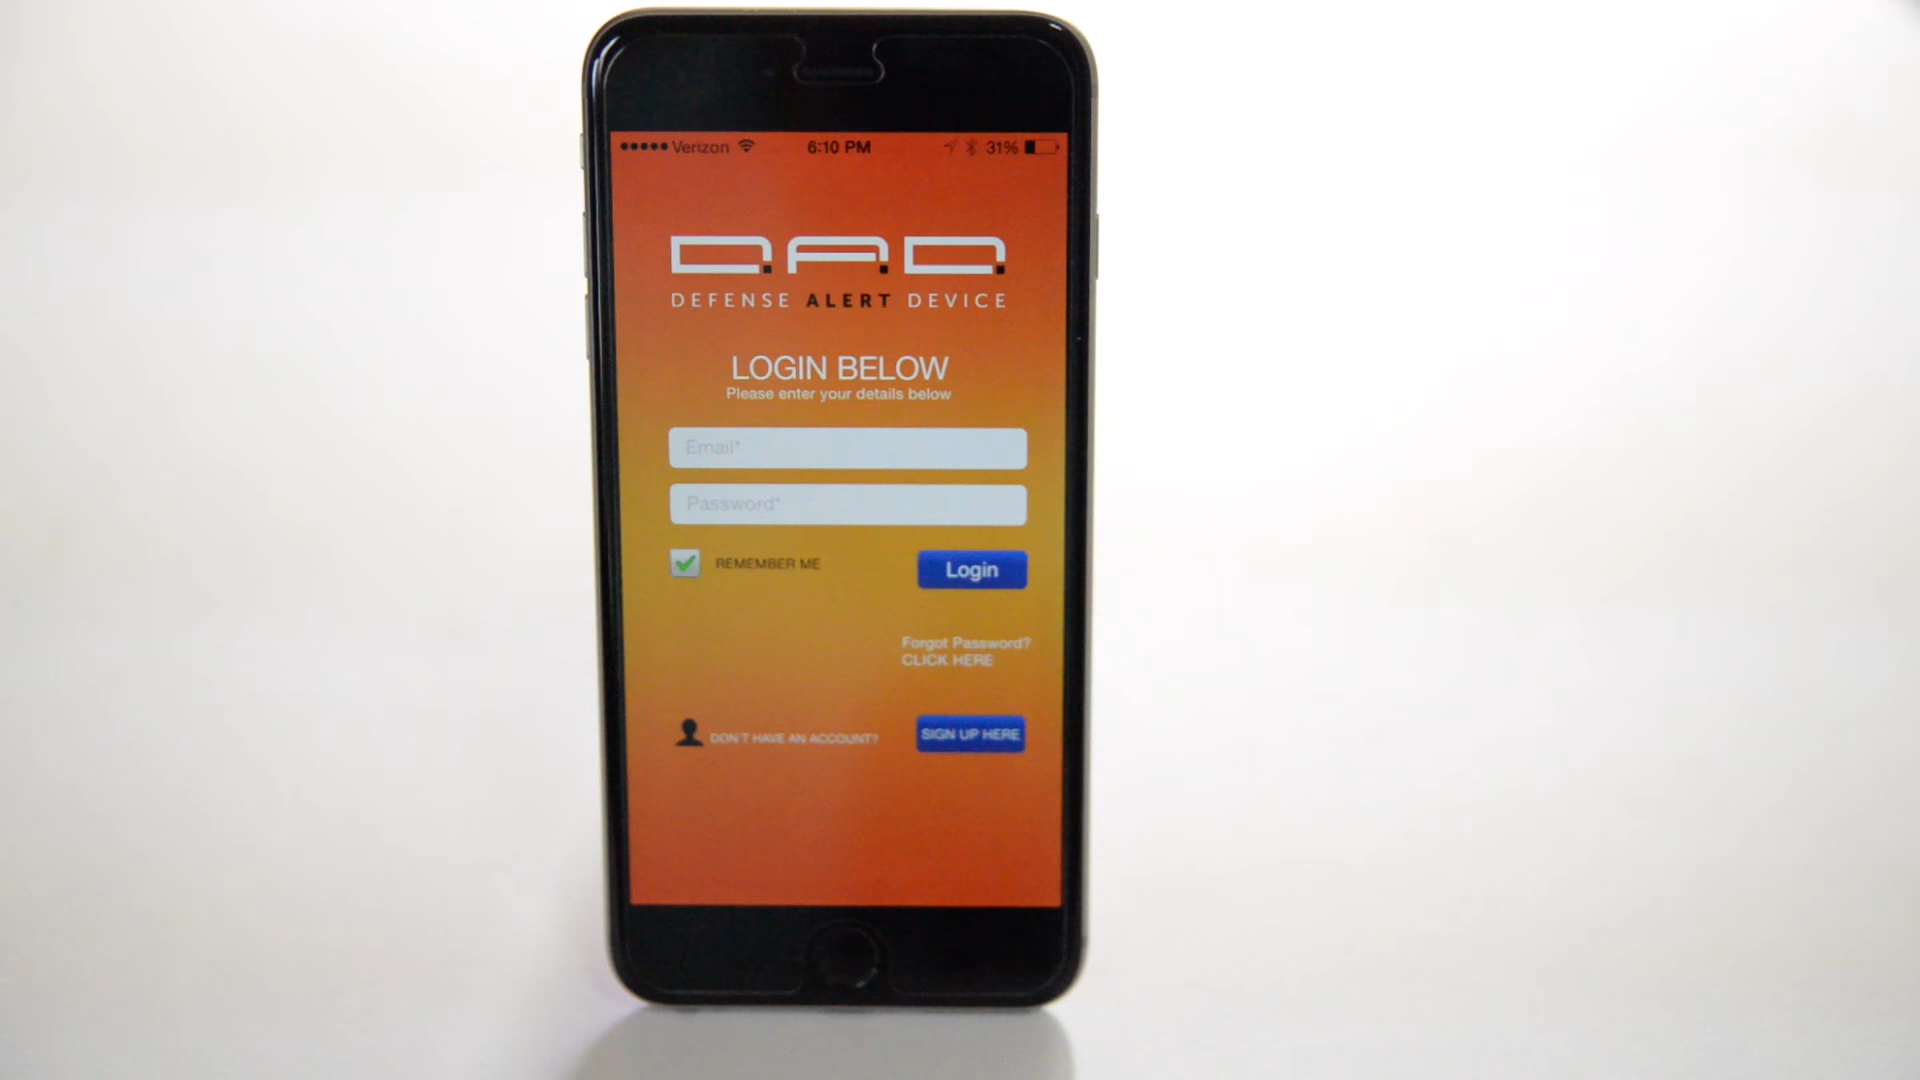 Verizon 6:10 PM 31%
D.A.D.
DEFENSE ALERT DEVICE
LOGIN BELOW
Please enter your details below
Email*
Password*
REMEMBER ME
Login
Forgot Password?
CLICK HERE
DON'T HAVE AN ACCOUNT?
SIGN UP HERE